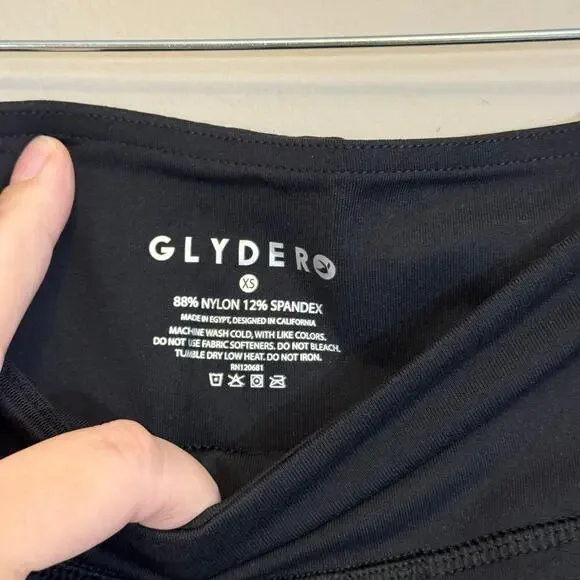 GLYDER
XS
88% NYLON 12% SPANDEX
MADE IN EGYPT, DESIGNED IN CALIFORNIA
MACHINE WASH COLD, WITH LIKE COLORS.
DO NOT USE FABRIC SOFTENERS. DO NOT BLEACH.
TUMBLE DRY LOW HEAT. DO NOT IRON.
RN120681